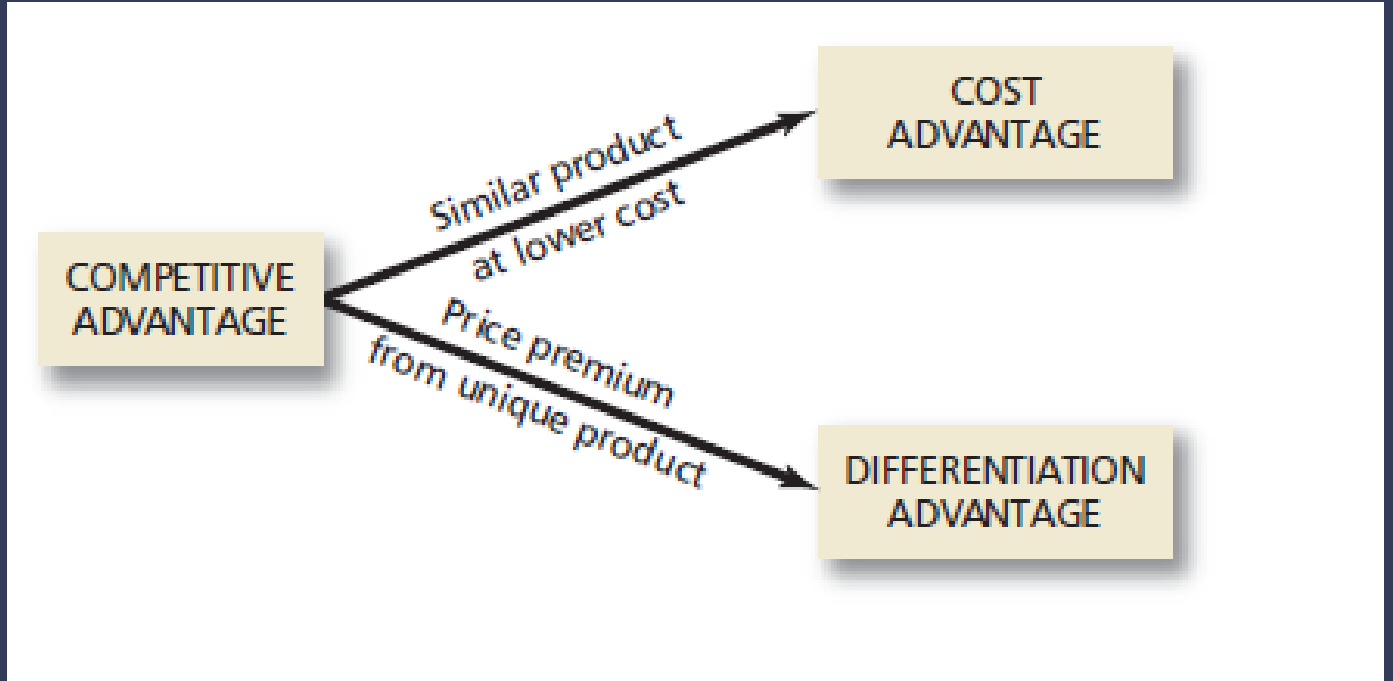 COST
ADVANTAGE
Similar product
at lower cost
COMPETITIVE
ADVANTAGE
Price premium
from unique product
DIFFERENTIATION
ADVANTAGE